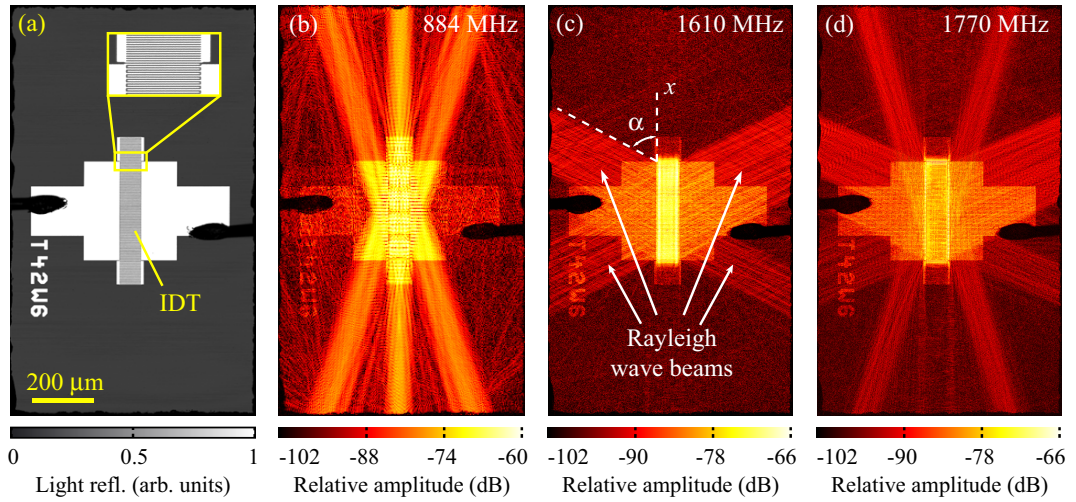 (a)
IDT
T42W6
200 µm
0 0.5 1
Light refl. (arb. units)
(b) 884 MHz
-102 -88 -74 -60
Relative amplitude (dB)
(c) 1610 MHz
x
α
Rayleigh
wave beams
-102 -90 -78 -66
Relative amplitude (dB)
(d) 1770 MHz
-102 -90 -78 -66
Relative amplitude (dB)